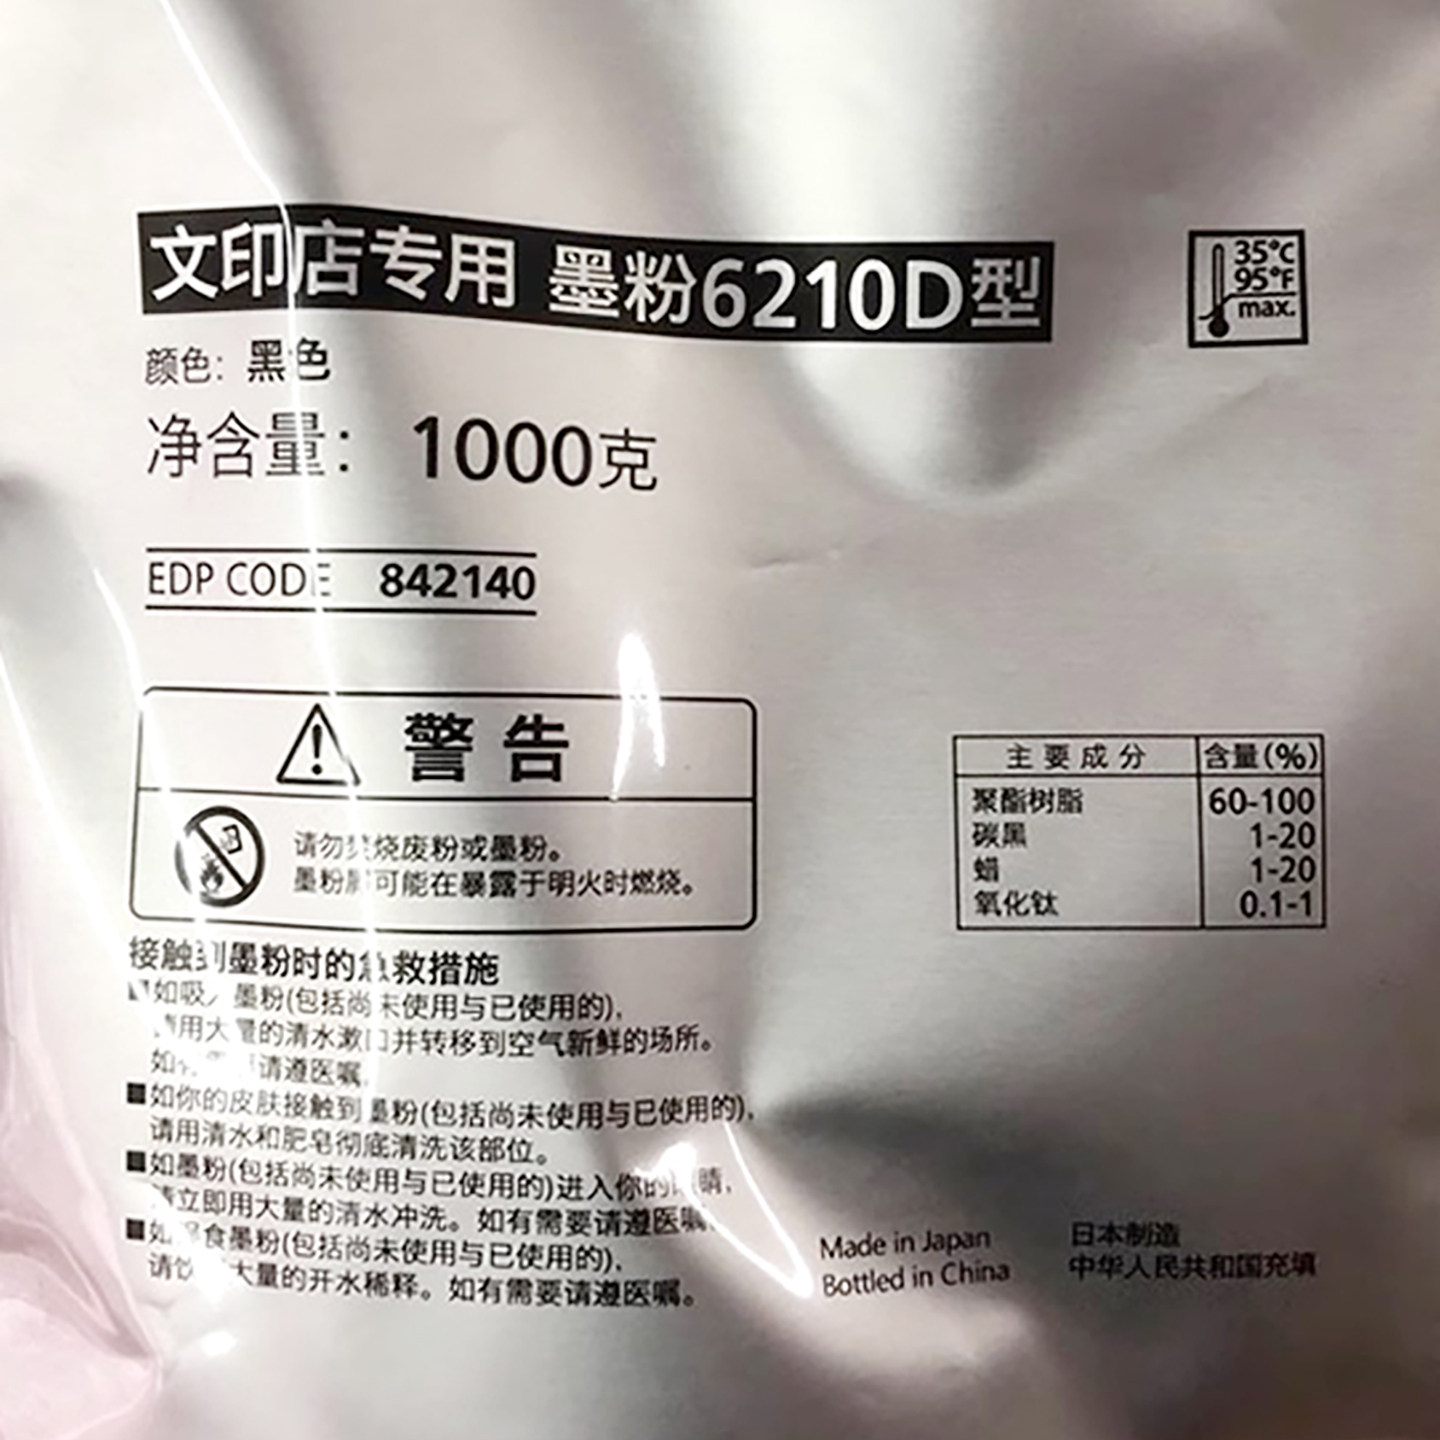 文印店专用 墨粉6210D型
35°C
95°F
max.
颜色：黑色
净含量： 1000克
EDP CODE 842140
警告
请勿焚烧废粉或墨粉。
墨粉 可能在暴露于明火时燃烧。
主要成分 含量(%)
聚酯树脂 60-100
碳黑 1-20
蜡 1-20
氧化钛 0.1-1
接触到墨粉时的急救措施
■如吸入墨粉(包括尚未使用与已使用的),
请用大量的清水漱口并转移到空气新鲜的场所。
如有需要请遵医嘱.
■如你的皮肤接触到墨粉(包括尚未使用与已使用的),
请用清水和肥皂彻底清洗该部位。
■如墨粉(包括尚未使用与已使用的)进入你的眼睛,
请立即用大量的清水冲洗。如有需要请遵医嘱。
■如 食墨粉(包括尚未使用与已使用的),
请饮 大量的开水稀释。如有需要请遵医嘱。
Made in Japan 日本制造
Bottled in China 中华人民共和国充填